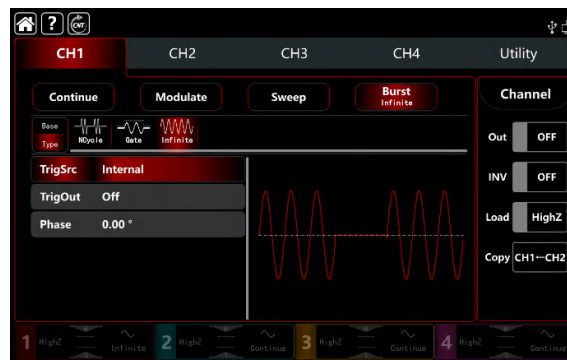 ? CNT
CH1 CH2 CH3 CH4 Utility
Continue Modulate Sweep Burst Infinite Channel
Base Type NCycle Gate Infinite
Out OFF
TrigSrc Internal
INV OFF
TrigOut Off
Load HighZ
Phase 0.00 °
Copy CH1←CH2
1 HighZ Infinite 2 HighZ Continue 3 HighZ Continue 4 HighZ Continue